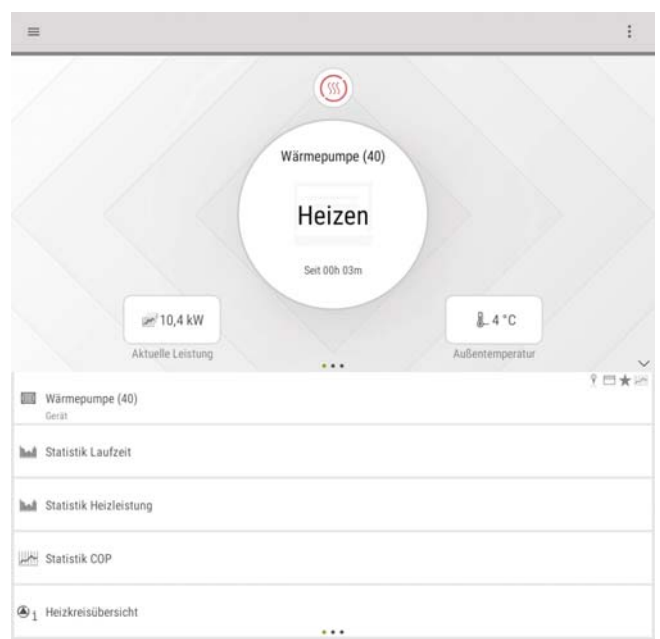 Wärmepumpe (40)
Heizen
Seit 00h 03m
10,4 kW
4 °C
Aktuelle Leistung
Außentemperatur
Wärmepumpe (40)
Gerät
Statistik Laufzeit
Statistik Heizleistung
Statistik COP
i Heizkreisübersicht